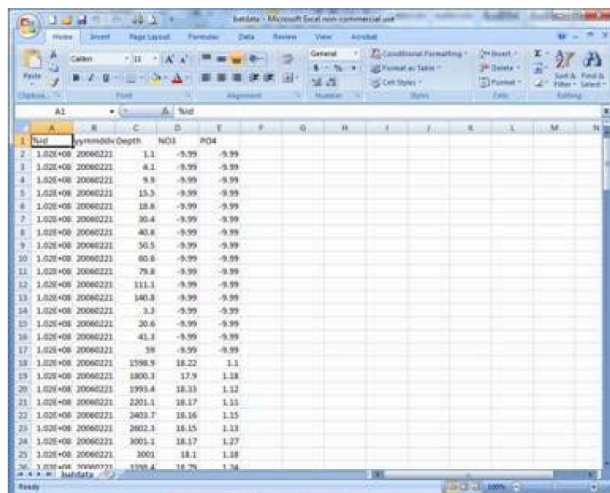 batsdata - Microsoft Excel non-commercial use
Home Insert Page Layout Formulas Data Review View Acrobat
Calibri 11 General Conditional Formatting Insert
Paste Format as Table Delete Sort & Find &
Cell Styles Format Filter Select
Clipboard Font Alignment Number Styles Cells Editing
A1 %id
A B C D E F G H I J K L M N
1 %id yymmddiv Depth NO3 PO4
2 1.02E+08 20060221 1.1 -9.99 -9.99
3 1.02E+08 20060221 4.1 -9.99 -9.99
4 1.02E+08 20060221 9.9 -9.99 -9.99
5 1.02E+08 20060221 15.5 -9.99 -9.99
6 1.02E+08 20060221 18.6 -9.99 -9.99
7 1.02E+08 20060221 30.4 -9.99 -9.99
8 1.02E+08 20060221 40.8 -9.99 -9.99
9 1.02E+08 20060221 50.5 -9.99 -9.99
10 1.02E+08 20060221 60.6 -9.99 -9.99
11 1.02E+08 20060221 79.8 -9.99 -9.99
12 1.02E+08 20060221 111.1 -9.99 -9.99
13 1.02E+08 20060221 140.8 -9.99 -9.99
14 1.02E+08 20060221 3.3 -9.99 -9.99
15 1.02E+08 20060221 20.6 -9.99 -9.99
16 1.02E+08 20060221 41.3 -9.99 -9.99
17 1.02E+08 20060221 59 -9.99 -9.99
18 1.02E+08 20060221 1598.9 18.22 1.1
19 1.02E+08 20060221 1800.3 17.9 1.18
20 1.02E+08 20060221 1993.4 18.33 1.12
21 1.02E+08 20060221 2201.1 18.17 1.11
22 1.02E+08 20060221 2403.7 18.16 1.15
23 1.02E+08 20060221 2602.3 18.15 1.13
24 1.02E+08 20060221 3001.1 18.17 1.27
25 1.02E+08 20060221 3001 18.1 1.18
26 1.02E+08 20060221 3398.4 18.79 1.24
batsdata
Ready 100%